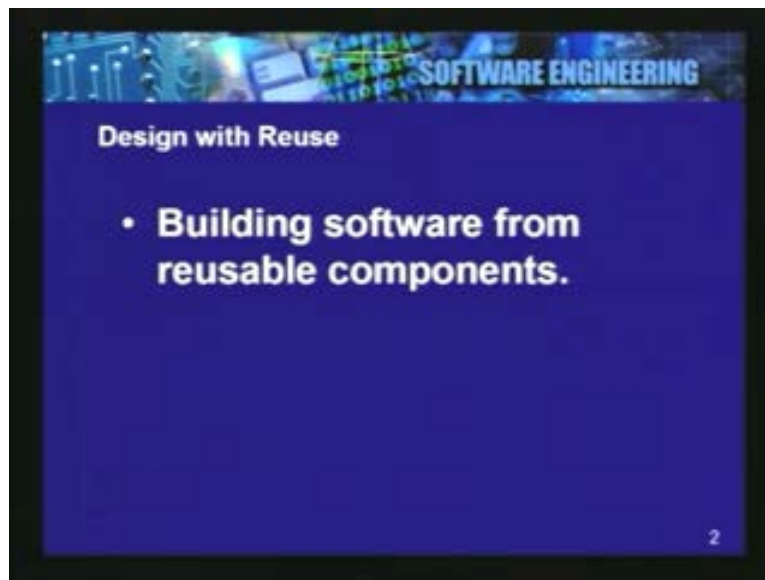 SOFTWARE ENGINEERING
Design with Reuse
• Building software from
reusable components.
2